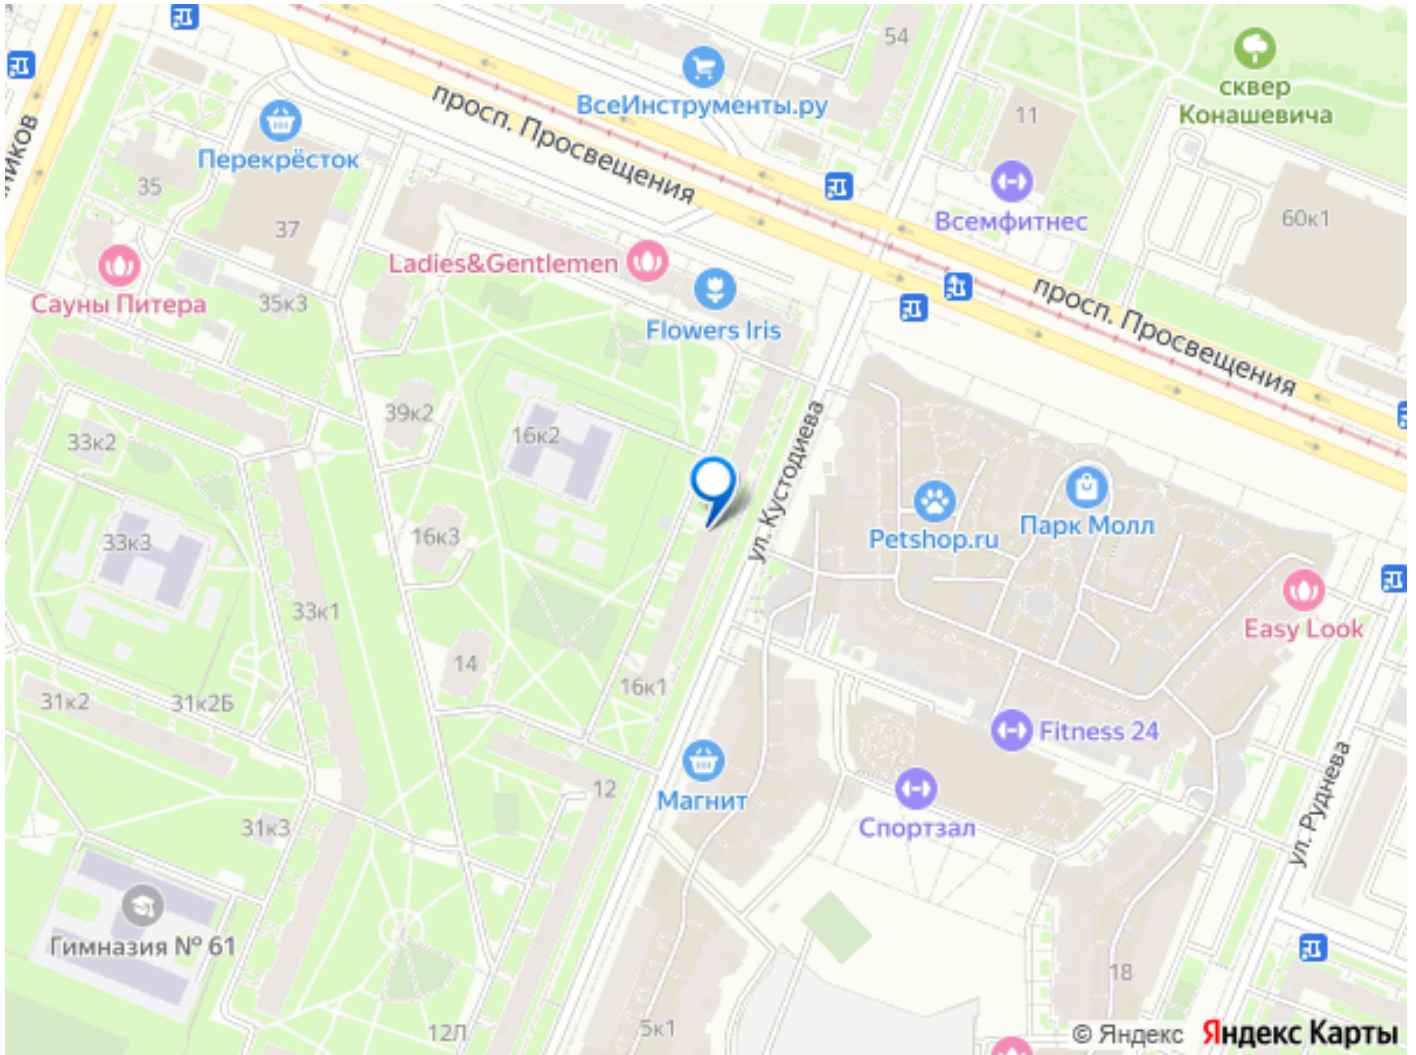 54
сквер
Конашевича
ВсеИнструменты.ру
11
просп. Просвещения
Перекрёсток
35
Всемфитнес
60к1
37
Ladies&Gentlemen
Сауны Питера
35к3
Flowers Iris
просп. Просвещения
39к2
16к2
33к2
ул. Кустодиева
Парк Молл
Petshop.ru
16к3
33к3
33к1
Easy Look
14
16к1
31к2
31к2Б
Fitness 24
12
Магнит
ул. Руднева
31к3
Спортзал
Гимназия № 61
18
12Л
5к1
© Яндекс Яндекс Карты